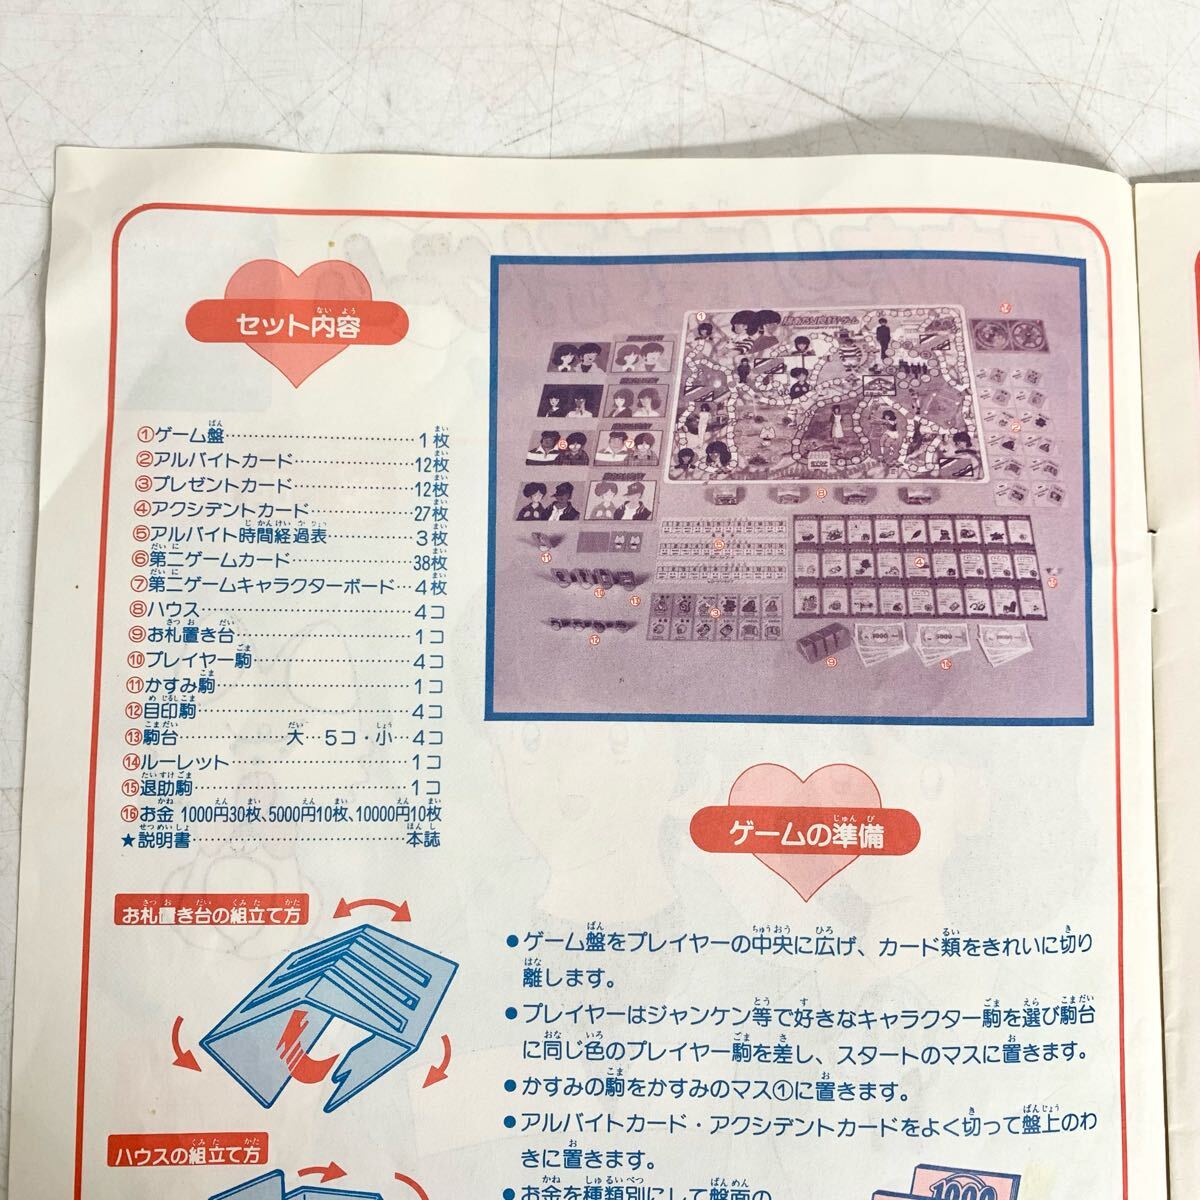 セット内容
①ゲーム盤……………………1枚
②アルバイトカード……………12枚
③プレゼントカード……………12枚
④アクシデントカード…………27枚
⑤アルバイト時間経過表………3枚
⑥第二ゲームカード……………38枚
⑦第二ゲームキャラクターボード…4枚
⑧ハウス………………………4コ
⑨お札置き台…………………1コ
⑩プレイヤー駒………………4コ
⑪かすみ駒……………………1コ
⑫目印駒………………………4コ
⑬駒台……………大…5コ・小…4コ
⑭ルーレット…………………1コ
⑮退助駒………………………1コ
⑯お金 1000円30枚、5000円10枚、10000円10枚
★説明書………………………本誌
お札置き台の組立て方
ハウスの組立て方
ゲームの準備
●ゲーム盤をプレイヤーの中央に広げ、カード類をきれいに切り
離します。
●プレイヤーはジャンケン等で好きなキャラクター駒を選び駒台
に同じ色のプレイヤー駒を差し、スタートのマスに置きます。
●かすみの駒をかすみのマス①に置きます。
●アルバイトカード・アクシデントカードをよく切って盤上のわ
きに置きます。
●お金を種類別にして盤面の
1000